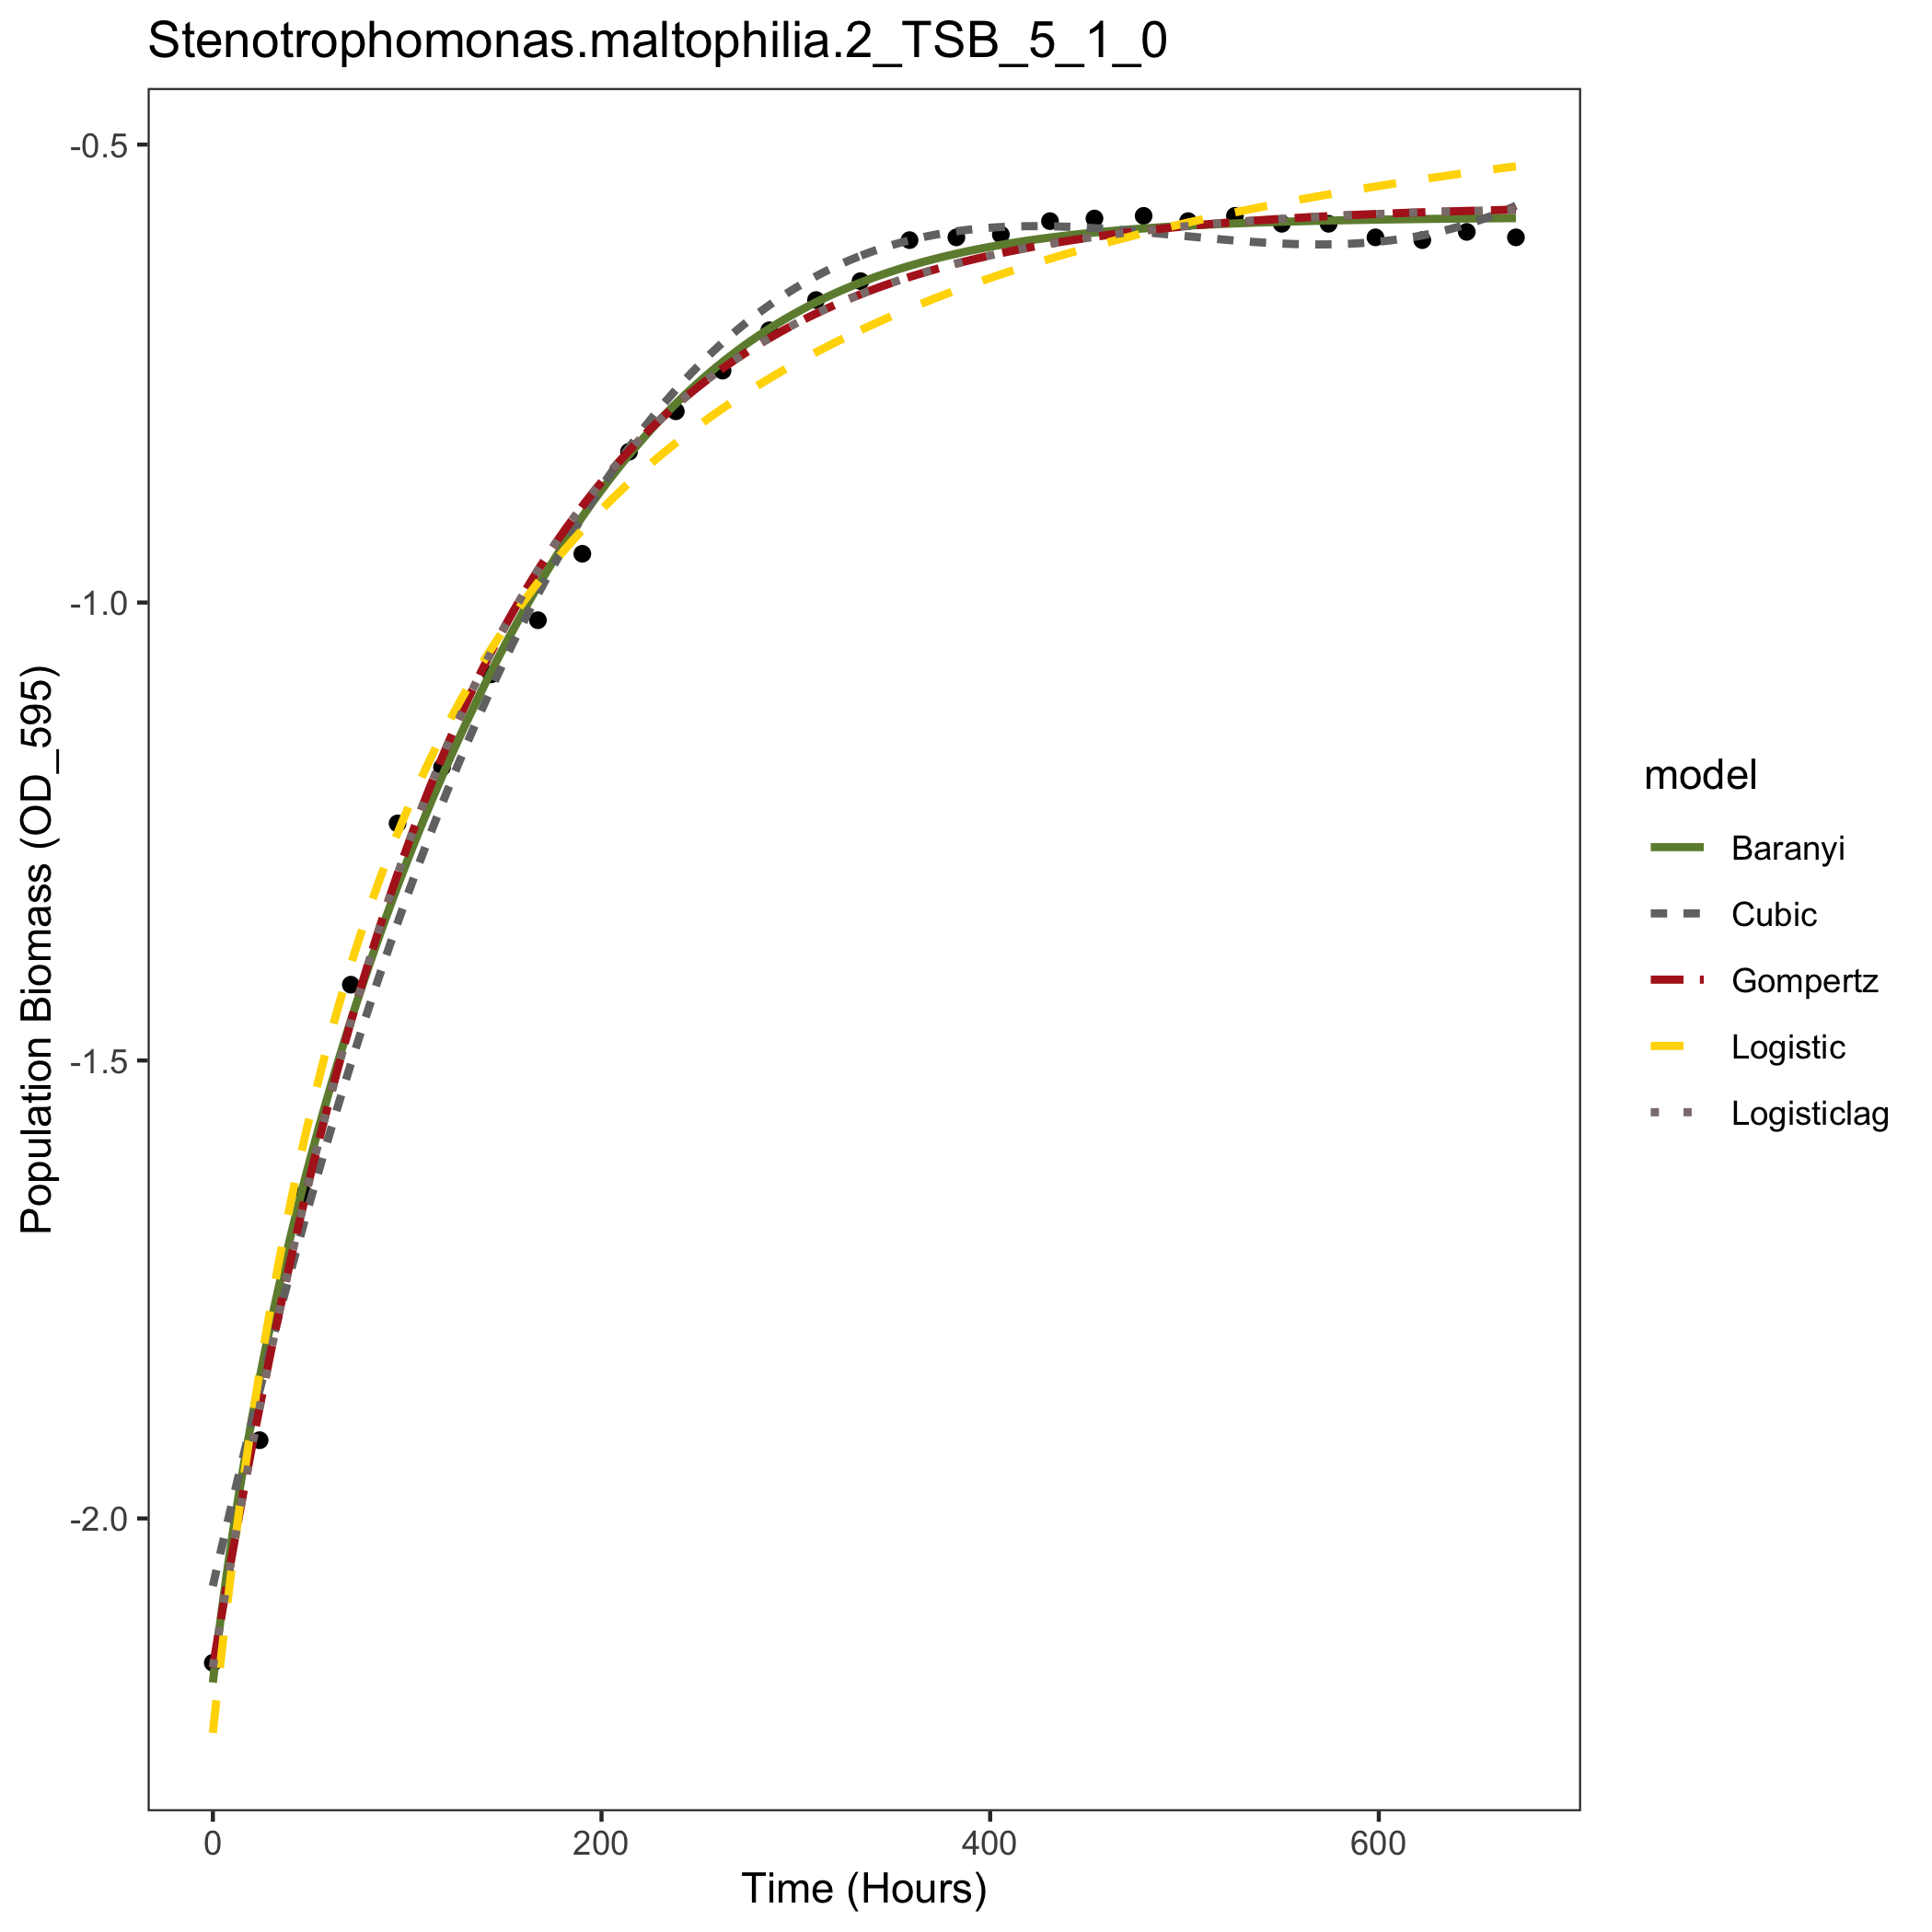 Stenotrophomonas.maltophilia.2_TSB_5_1_0
Population Biomass (OD_595)
-0.5
-1.0
-1.5
-2.0
0 200 400 600
Time (Hours)
model
Baranyi
Cubic
Gompertz
Logistic
Logisticlag